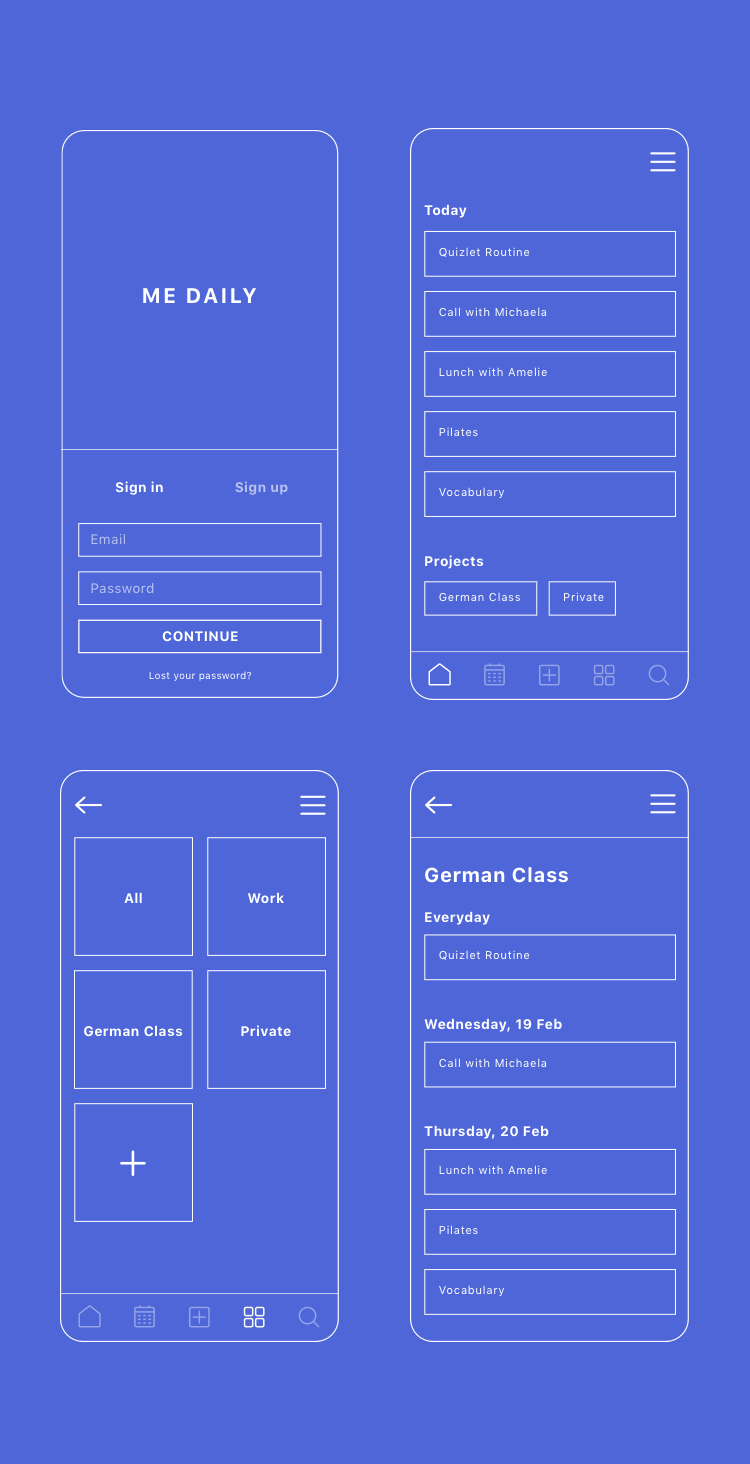 ME DAILY
Sign in Sign up
Email
Password
CONTINUE
Lost your password?
Today
Quizlet Routine
Call with Michaela
Lunch with Amelie
Pilates
Vocabulary
Projects
German Class Private
All Work
German Class Private
German Class
Everyday
Quizlet Routine
Wednesday, 19 Feb
Call with Michaela
Thursday, 20 Feb
Lunch with Amelie
Pilates
Vocabulary